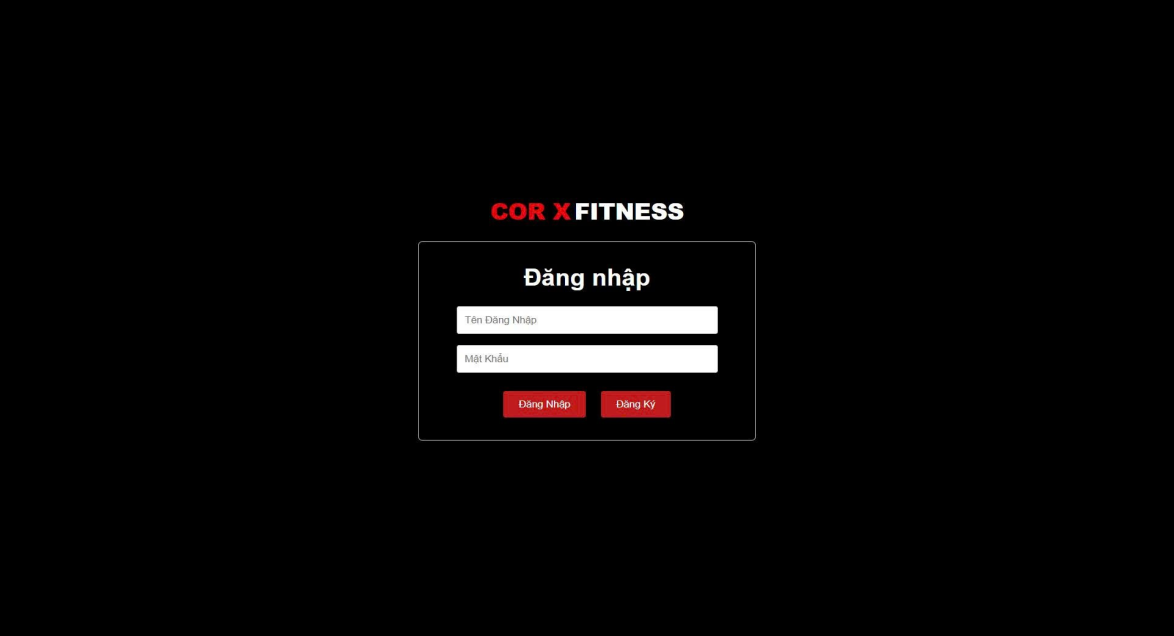 COR X FITNESS
Đăng nhập
Tên Đăng Nhập
Mật Khẩu
Đăng Nhập Đăng Ký